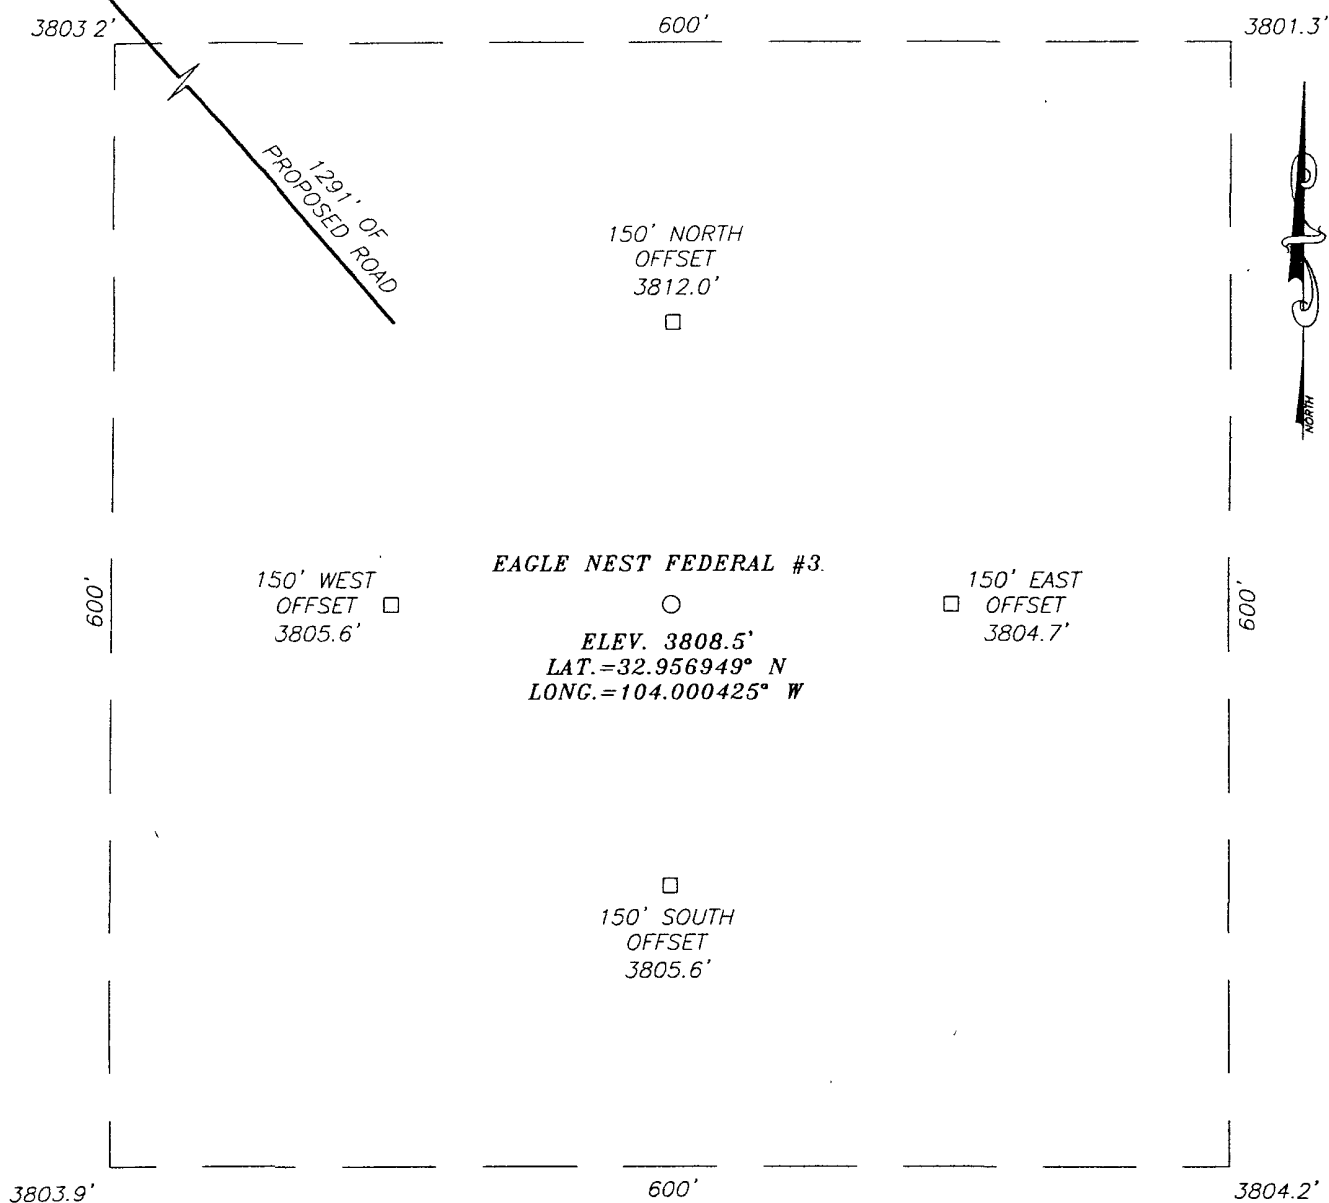 3803 2'
600'
3801.3'
1291' OF
PROPOSED ROAD
150' NORTH
OFFSET
3812.0'
NORTH
EAGLE NEST FEDERAL #3.
150' WEST
OFFSET
3805.6'
150' EAST
OFFSET
3804.7'
600'
600'
ELEV. 3808.5'
LAT.=32.956949° N
LONG.=104.000425° W
150' SOUTH
OFFSET
3805.6'
3803.9'
600'
3804.2'